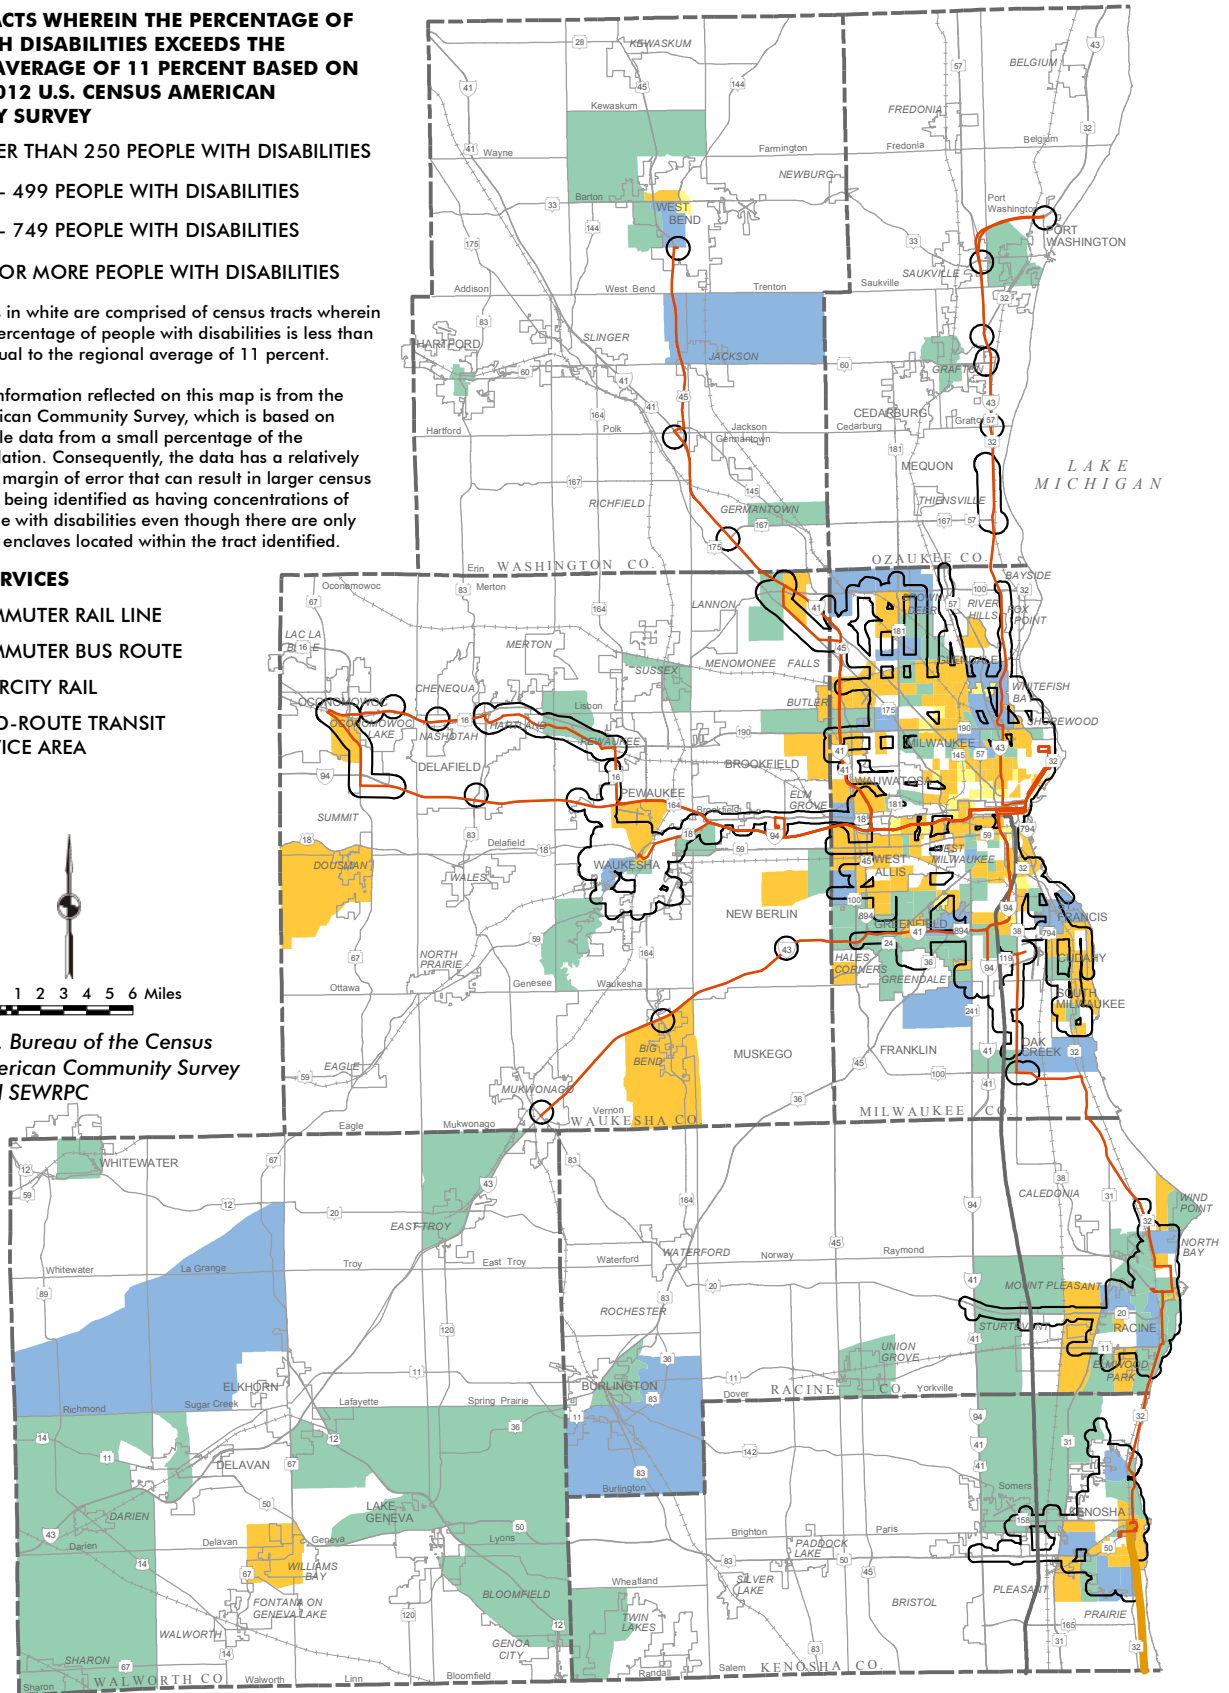 ACTS WHEREIN THE PERCENTAGE OF
H DISABILITIES EXCEEDS THE
AVERAGE OF 11 PERCENT BASED ON
012 U.S. CENSUS AMERICAN
Y SURVEY
ER THAN 250 PEOPLE WITH DISABILITIES
- 499 PEOPLE WITH DISABILITIES
- 749 PEOPLE WITH DISABILITIES
OR MORE PEOPLE WITH DISABILITIES
s in white are comprised of census tracts wherein
ercentage of people with disabilities is less than
ual to the regional average of 11 percent.
nformation reflected on this map is from the
ican Community Survey, which is based on
le data from a small percentage of the
lation. Consequently, the data has a relatively
margin of error that can result in larger census
being identified as having concentrations of
e with disabilities even though there are only
enclaves located within the tract identified.
RVICES
MMUTER RAIL LINE
MMUTER BUS ROUTE
RCITY RAIL
D-ROUTE TRANSIT
VICE AREA
1 2 3 4 5 6 Miles
. Bureau of the Census
erican Community Survey
SEWRPC
KEWASKUM
Kewaskum
Wayne
Farmington
NEWBURG
Barton
WEST
BEND
Addison
West Bend
Trenton
HARTFORD
SLINGER
JACKSON
Hartford
Polk
Jackson
Germantown
RICHFIELD
GERMANTOWN
Erin
WASHINGTON CO.
BELGIUM
FREDONIA
Fredonia
Belgium
Port
Washington
PORT
WASHINGTON
SAUKVILLE
Saukville
GRAFTON
CEDARBURG
Cedarburg
Grafton
MEQUON
THIENSVILLE
OZAUKEE CO.
LAKE
MICHIGAN
Oconomowoc
Merton
LANNON
LAC LA
BELLE
MERTON
SUSSEX
MENOMONEE FALLS
CHENEQUA
OCONOMOWOC
OCONOMOWOC
LAKE
NASHOTAH
HARTLAND
Lisbon
PEWAUKEE
BUTLER
DELAFIELD
BROOKFIELD
PEWAUKEE
ELM
GROVE
Brookfield
SUMMIT
Delafield
DOUSMAN
WALES
WAUKESHA
NEW BERLIN
NORTH
PRAIRIE
Ottawa
Genesee
Waukesha
BIG
BEND
MUSKEGO
EAGLE
MUKWONAGO
Eagle
Mukwonago
Vernon
WAUKESHA CO.
BAYSIDE
BROWN
DEER
RIVER
HILLS
FOX
POINT
GLENDALE
WHITEFISH
BAY
SHOREWOOD
MILWAUKEE
WAUWATOSA
WEST
MILWAUKEE
WEST
ALLIS
GREENFIELD
HALES
CORNERS
GREENDALE
FRANCIS
CUDAHY
SOUTH
MILWAUKEE
FRANKLIN
OAK
CREEK
MILWAUKEE CO.
WHITEWATER
EAST TROY
Whitewater
La Grange
Troy
East Troy
ELKHORN
Richmond
Sugar Creek
Lafayette
Spring Prairie
DELAVAN
DARIEN
Darien
Delavan
Geneva
LAKE
GENEVA
Lyons
WILLIAMS
BAY
BLOOMFIELD
FONTANA ON
GENEVA LAKE
WALWORTH
GENOA
CITY
SHARON
Sharon
WALWORTH CO.
Walworth
Linn
Bloomfield
CALEDONIA
WIND
POINT
NORTH
BAY
Waterford
WATERFORD
Norway
Raymond
ROCHESTER
MOUNT PLEASANT
STURTEVANT
RACINE
UNION
GROVE
ELMWOOD
PARK
BURLINGTON
Dover
RACINE CO.
Yorkville
Burlington
Somers
KENOSHA
Brighton
Paris
PADDOCK
LAKE
Wheatland
SILVER
LAKE
BRISTOL
PLEASANT
PRAIRIE
TWIN
LAKES
Randall
Salem
KENOSHA CO.